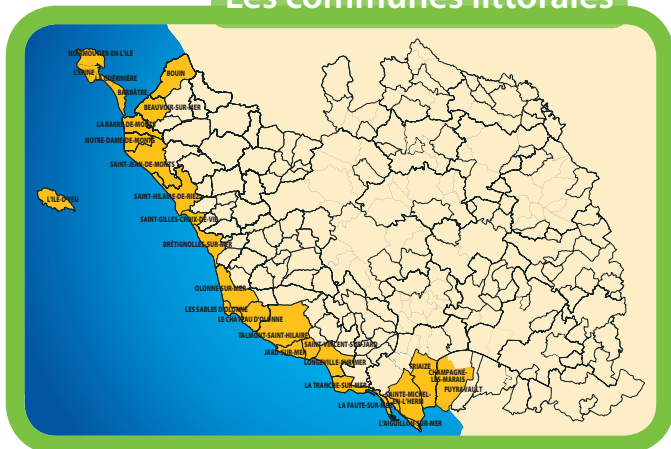 Les communes littorales
NOIRMOUTIER-EN-L'ILE
L'EPINE
LA GUÉRINIÈRE
BARBÂTRE
BOUIN
BEAUVOIR-SUR-MER
LA BARRE-DE-MONTS
NOTRE-DAME-DE-MONTS
SAINT-JEAN-DE-MONTS
L'ILE-D'YEU
SAINT-HILAIRE-DE-RIEZ
SAINT-GILLES-CROIX-DE-VIE
BRÉTIGNOLLES-SUR-MER
OLONNE-SUR-MER
LES SABLES D'OLONNE
LE CHATEAU D'OLONNE
TALMONT-SAINT-HILAIRE
SAINT-VINCENT-SUR-JARD
JARD-SUR-MER
LONGEVILLE-SUR-MER
TRIAIZE
CHAMPAGNÉ-
LES-MARAIS
LA TRANCHE-SUR-MER
PUYRAVAULT
SAINTE-MICHEL-
EN-L'HERM
LA FAUTE-SUR-MER
L'AIGUILLON-SUR-MER